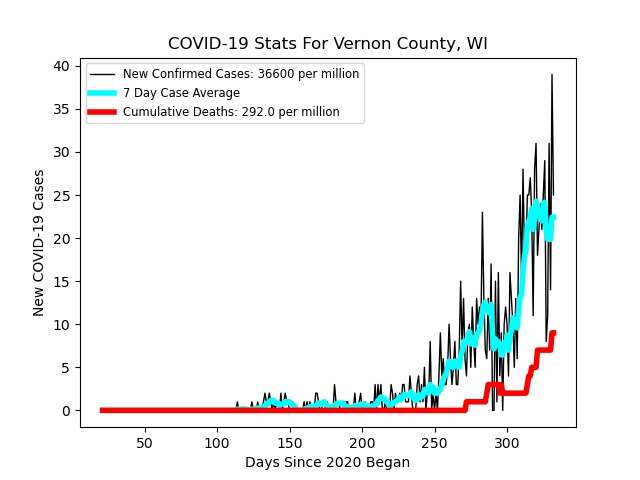 COVID-19 Stats For Vernon County, WI
New Confirmed Cases: 36600 per million
7 Day Case Average
Cumulative Deaths: 292.0 per million
New COVID-19 Cases
40
35
30
25
20
15
10
5
0
50 100 150 200 250 300
Days Since 2020 Began